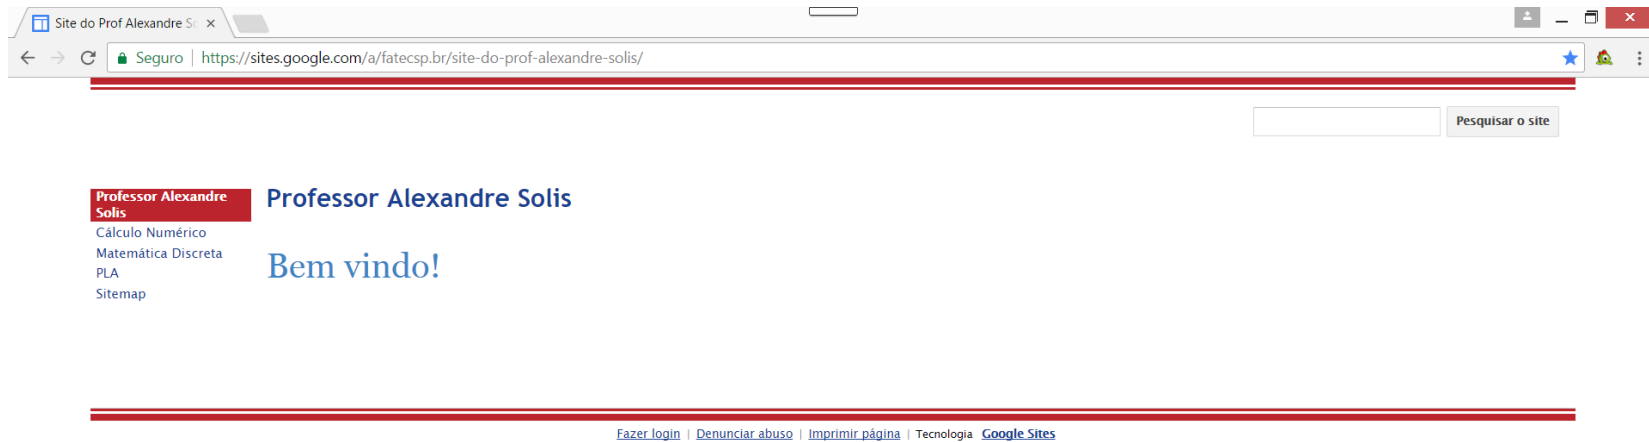 Site do Prof Alexandre
Seguro | https://sites.google.com/a/fatecsp.br/site-do-prof-alexandre-solis/
Pesquisar o site
Professor Alexandre
Solis
Cálculo Numérico
Matemática Discreta
PLA
Sitemap
Professor Alexandre Solis
Bem vindo!
Fazer login | Denunciar abuso | Imprimir página | Tecnologia Google Sites